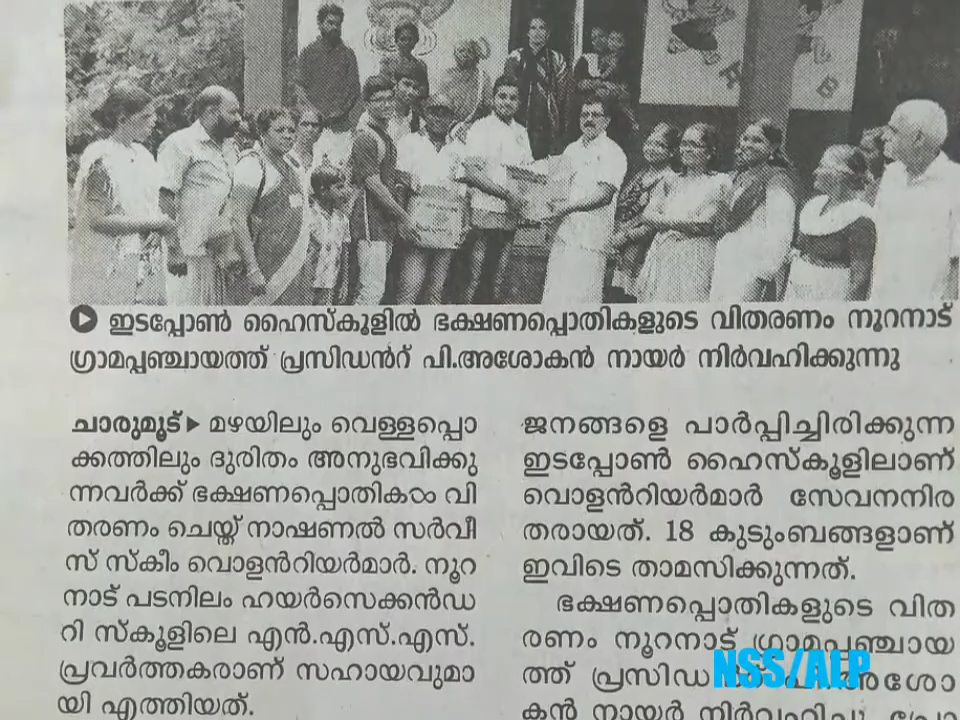 ഇടപ്പോൺ ഹൈസ്കൂളിൽ ഭക്ഷണപ്പൊതികളുടെ വിതരണം നൂറനാട്
ഗ്രാമപ്പഞ്ചായത്ത് പ്രസിഡൻറ് പി.അശോകൻ നായർ നിർവഹിക്കുന്നു
ചാരുമൂട് ▶ മഴയിലും വെള്ളപ്പൊ
ക്കത്തിലും ദുരിതം അനുഭവിക്കു
ന്നവർക്ക് ഭക്ഷണപ്പൊതികൾ വി
തരണം ചെയ്ത് നാഷണൽ സർവീ
സ് സ്കീം വൊളൻറിയർമാർ. നൂറ
നാട് പടനിലം ഹയർസെക്കൻഡ
റി സ്കൂളിലെ എൻ.എസ്.എസ്.
പ്രവർത്തകരാണ് സഹായവുമാ
യി എത്തിയത്.
ജനങ്ങളെ പാർപ്പിച്ചിരിക്കുന്ന
ഇടപ്പോൺ ഹൈസ്കൂളിലാണ്
വൊളൻറിയർമാർ സേവനനിര
തരായത്. 18 കുടുംബങ്ങളാണ്
ഇവിടെ താമസിക്കുന്നത്.
ഭക്ഷണപ്പൊതികളുടെ വിത
രണം നൂറനാട് ഗ്രാമപ്പഞ്ചായ
ത്ത് പ്രസിഡ
NSS/ALP
കൻ നായർ നിർവഹിച്ചു.